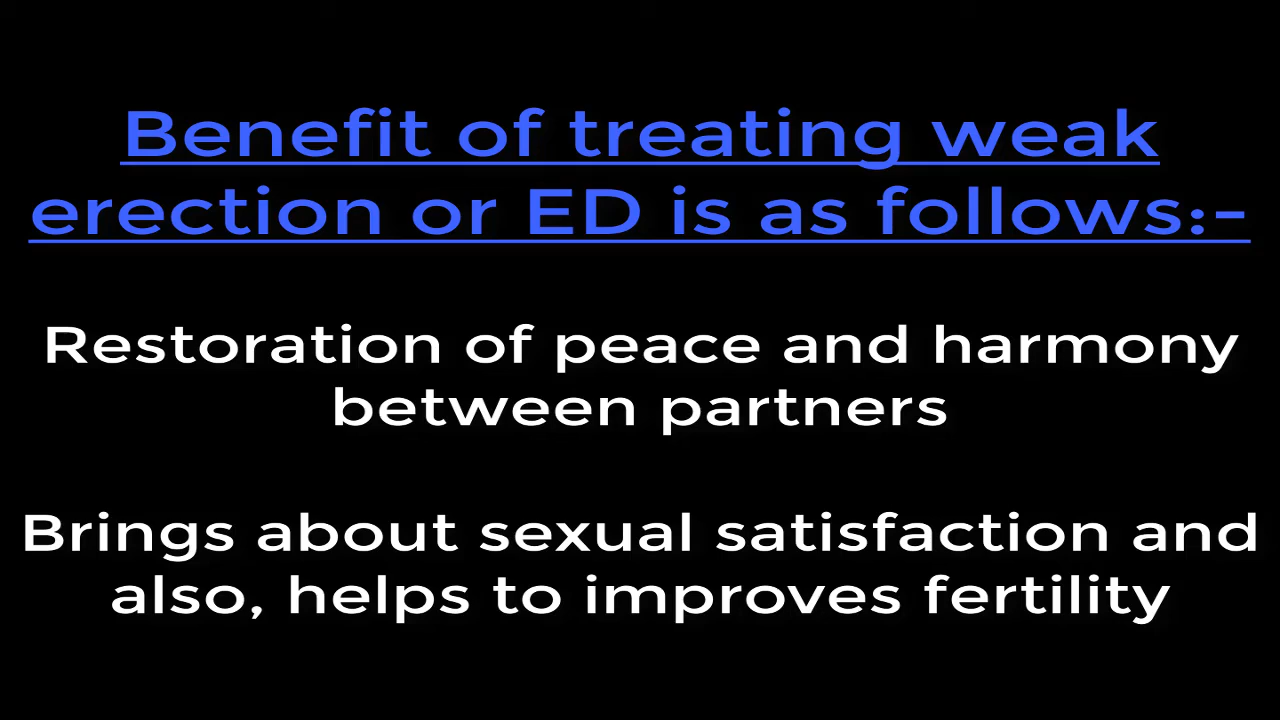 Benefit of treating weak
erection or ED is as follows:-
Restoration of peace and harmony
between partners
Brings about sexual satisfaction and
also, helps to improves fertility